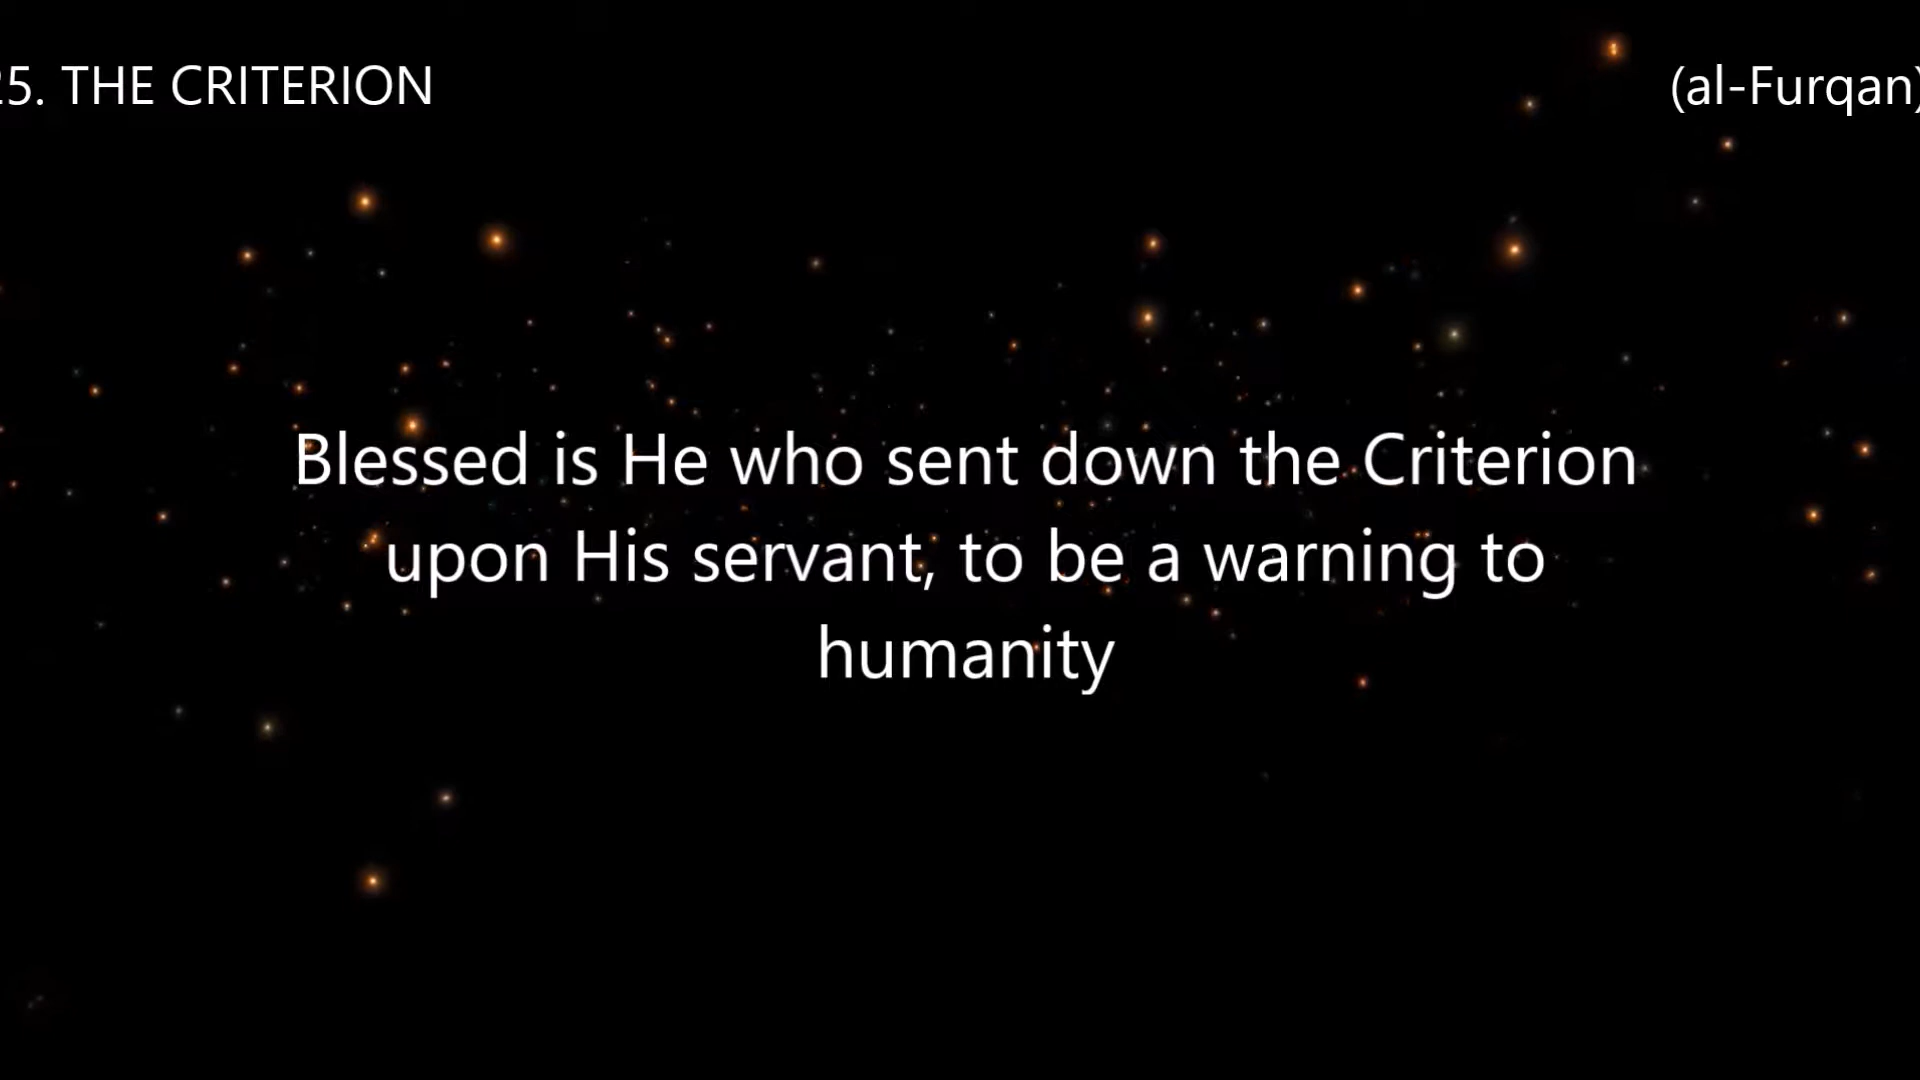 25. THE CRITERION
(al-Furqan)
Blessed is He who sent down the Criterion
upon His servant, to be a warning to
humanity